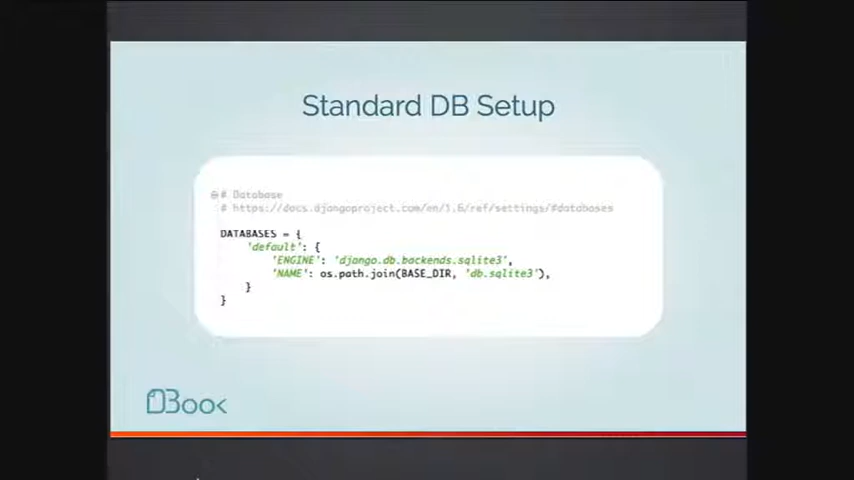 Standard DB Setup
# Database
# https://docs.djangoproject.com/en/1.6/ref/settings/#databases
DATABASES = {
    'default': {
        'ENGINE': 'django.db.backends.sqlite3',
        'NAME': os.path.join(BASE_DIR, 'db.sqlite3'),
    }
}
DBook